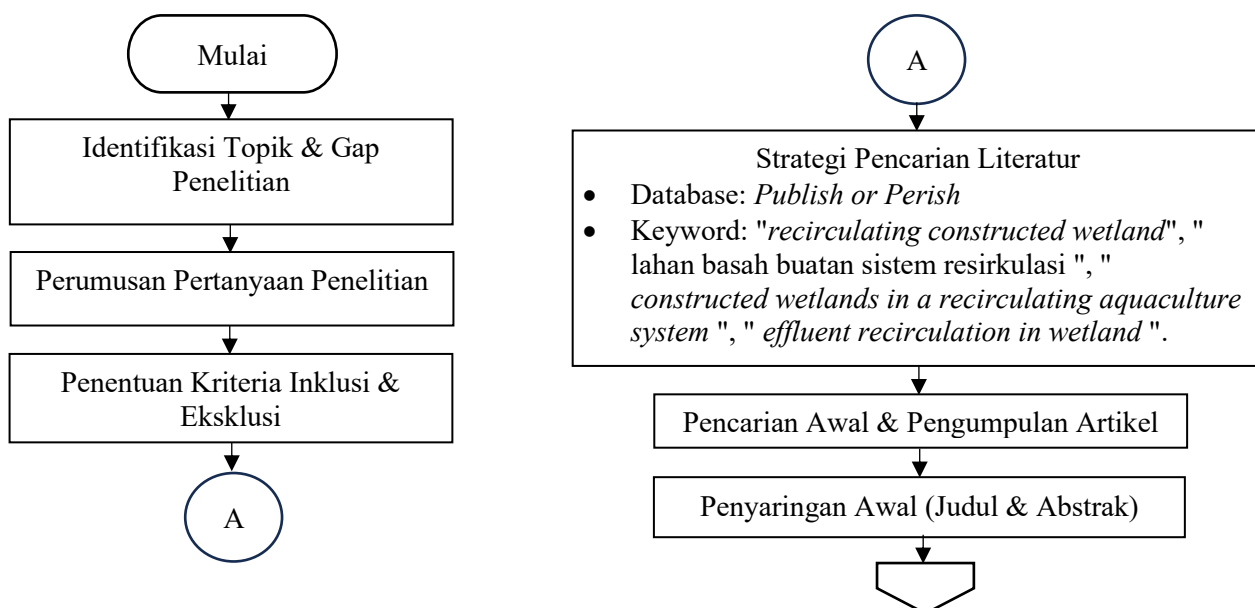 Mulai
Identifikasi Topik & Gap
Penelitian
Perumusan Pertanyaan Penelitian
Penentuan Kriteria Inklusi &
Eksklusi
A
A
Strategi Pencarian Literatur
• Database: Publish or Perish
• Keyword: "recirculating constructed wetland", "
lahan basah buatan sistem resirkulasi ", "
constructed wetlands in a recirculating aquaculture
system ", " effluent recirculation in wetland ".
Pencarian Awal & Pengumpulan Artikel
Penyaringan Awal (Judul & Abstrak)